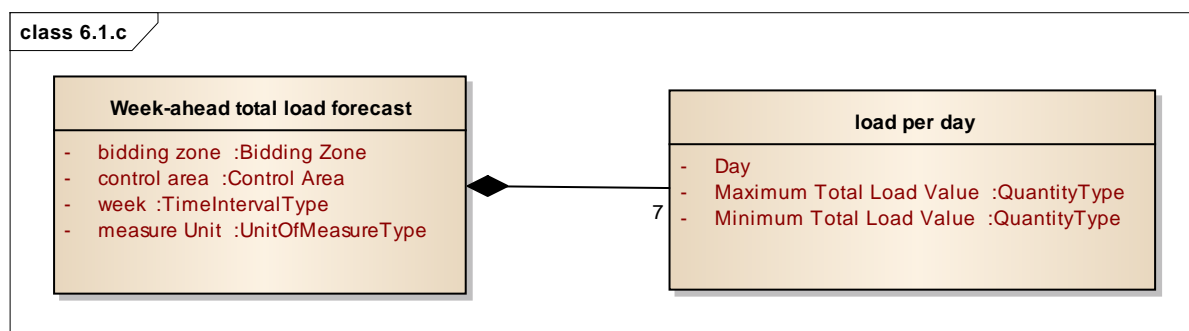 class 6.1.c
Week-ahead total load forecast
- bidding zone :Bidding Zone
- control area :Control Area
- week :TimeIntervalType
- measure Unit :UnitOfMeasureType
7
load per day
- Day
- Maximum Total Load Value :QuantityType
- Minimum Total Load Value :QuantityType